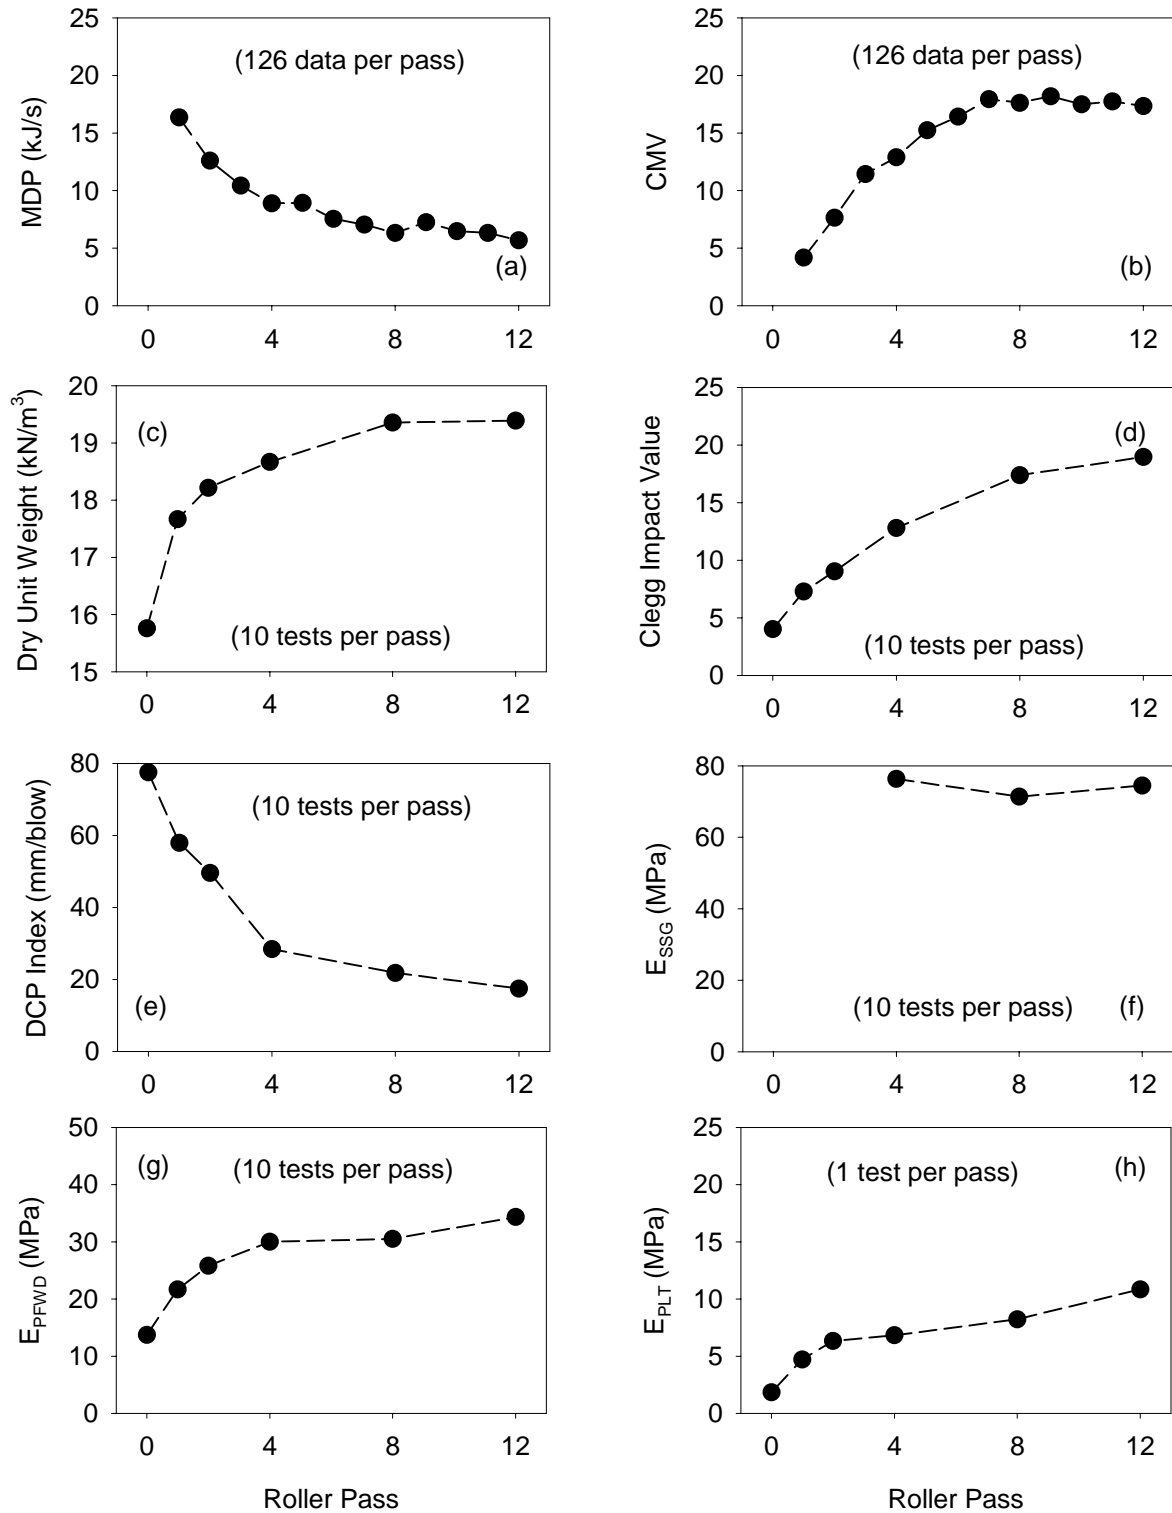 25
20
15
10
5
0
MDP (kJ/s)
(126 data per pass)
(a)
0 4 8 12
25
20
15
10
5
0
CMV
(126 data per pass)
(b)
0 4 8 12
20
19
18
17
16
15
Dry Unit Weight (kN/m³)
(c)
(10 tests per pass)
0 4 8 12
25
20
15
10
5
0
Clegg Impact Value
(d)
(10 tests per pass)
0 4 8 12
80
60
40
20
0
DCP Index (mm/blow)
(10 tests per pass)
(e)
0 4 8 12
80
60
40
20
0
E_SSG (MPa)
(10 tests per pass) (f)
0 4 8 12
50
40
30
20
10
0
E_PFWD (MPa)
(g) (10 tests per pass)
0 4 8 12
Roller Pass
25
20
15
10
5
0
E_PLT (MPa)
(1 test per pass) (h)
0 4 8 12
Roller Pass